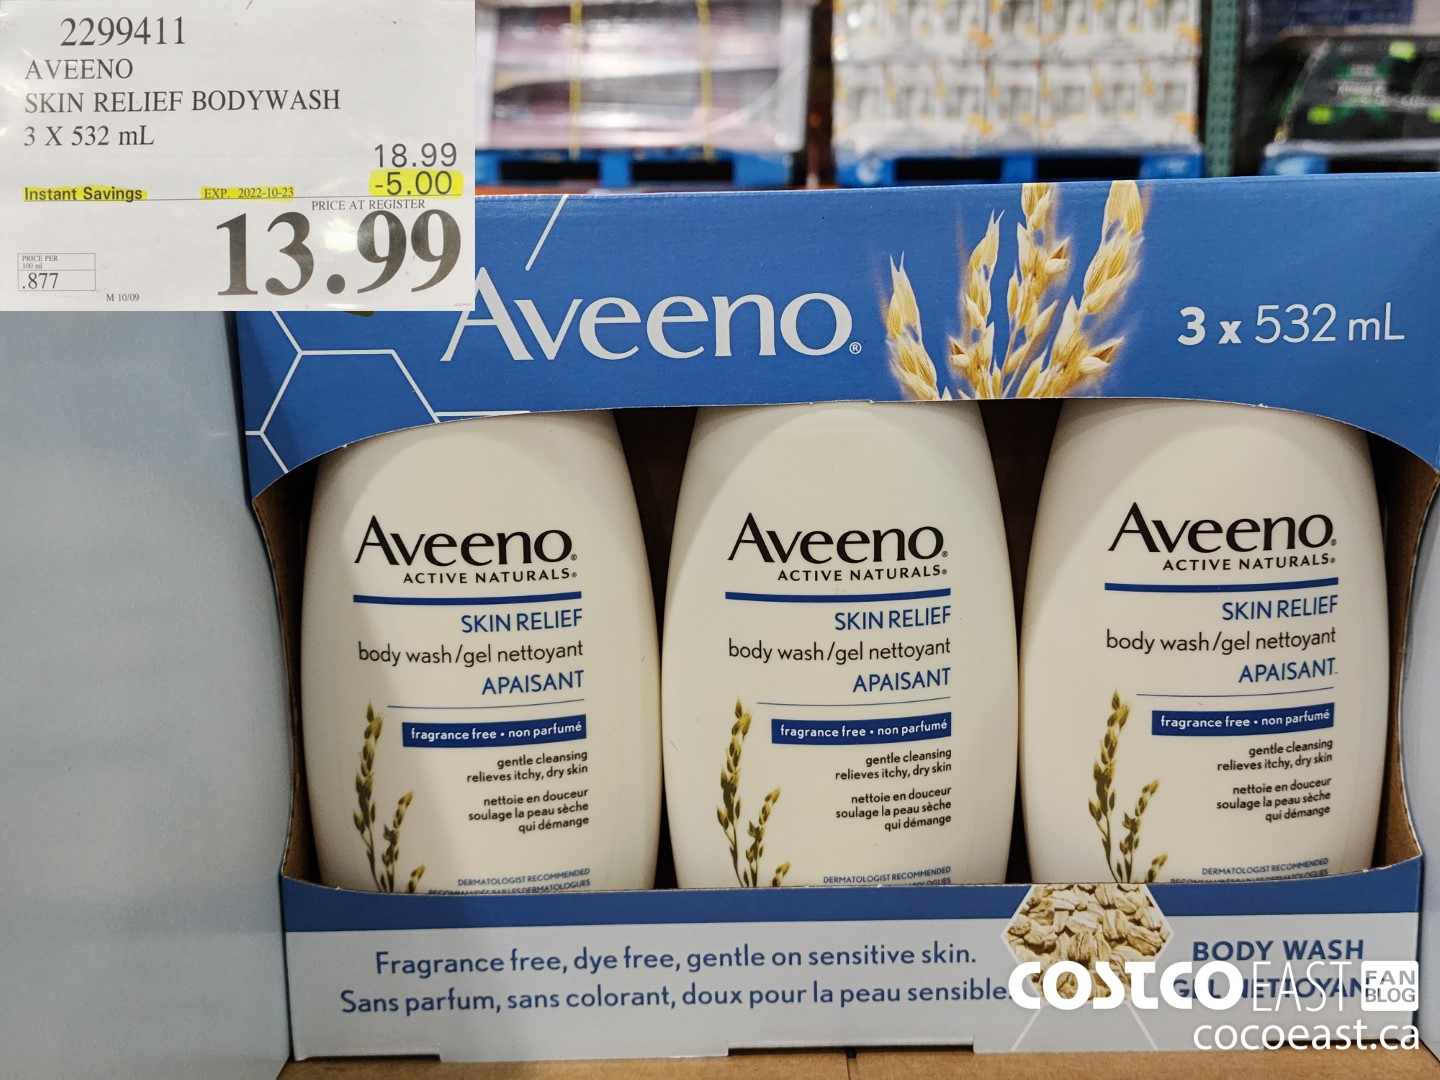 2299411
AVEENO
SKIN RELIEF BODYWASH
3 X 532 mL
18.99
-5.00
Instant Savings
EXP. 2022-10-23
PRICE AT REGISTER
13.99
PRICE PER
100 ml
.877
M 10/09
Aveeno®
3 x 532 mL
Aveeno®
ACTIVE NATURALS®
SKIN RELIEF
body wash/gel nettoyant
APAISANT
fragrance free • non parfumé
gentle cleansing
relieves itchy, dry skin
nettoie en douceur
soulage la peau sèche
qui démange
DERMATOLOGIST RECOMMENDED
Aveeno®
ACTIVE NATURALS®
SKIN RELIEF
body wash/gel nettoyant
APAISANT
fragrance free • non parfumé
gentle cleansing
relieves itchy, dry skin
nettoie en douceur
soulage la peau sèche
qui démange
DERMATOLOGIST RECOMMENDED
Aveeno®
ACTIVE NATURALS®
SKIN RELIEF
body wash/gel nettoyant
APAISANT
fragrance free • non parfumé
gentle cleansing
relieves itchy, dry skin
nettoie en douceur
soulage la peau sèche
qui démange
DERMATOLOGIST RECOMMENDED
Fragrance free, dye free, gentle on sensitive skin.
Sans parfum, sans colorant, doux pour la peau sensible.
BODY WASH
GEL NETTOYANT
COSTCO EAST FAN BLOG
cocoeast.ca